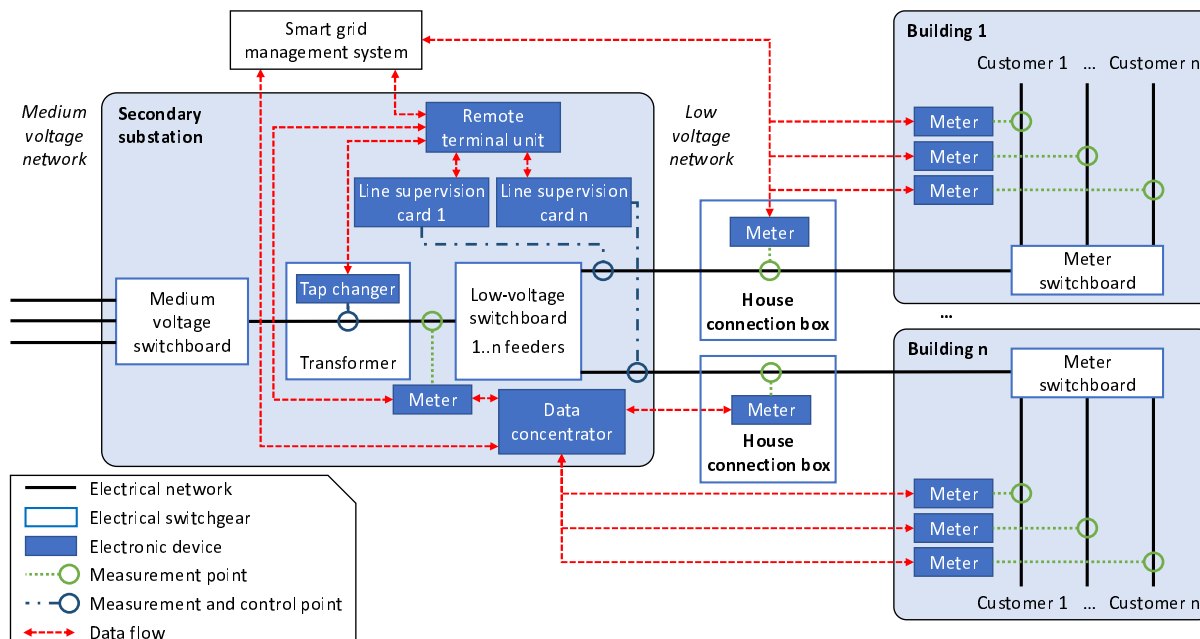 Smart grid
management system
Medium
voltage
network
Secondary
substation
Remote
terminal unit
Line supervision
card 1
Line supervision
card n
Low
voltage
network
Building 1
Customer 1 ... Customer n
Meter
Meter
Meter
Meter
switchboard
Meter
House
connection box
Medium
voltage
switchboard
Tap changer
Transformer
Low-voltage
switchboard
1..n feeders
Meter
Data
concentrator
Meter
House
connection box
...
Building n
Meter
switchboard
Meter
Meter
Meter
Customer 1 ... Customer n
Electrical network
Electrical switchgear
Electronic device
Measurement point
Measurement and control point
Data flow